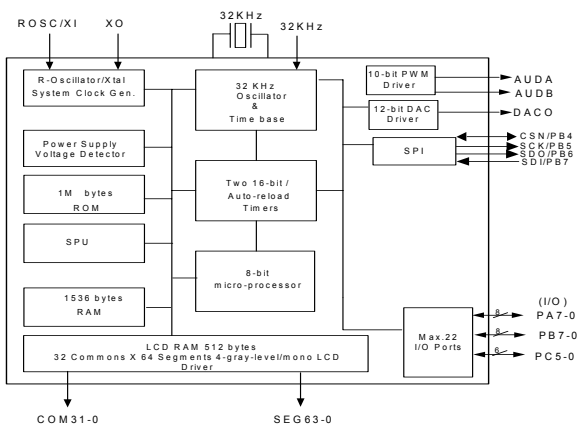 32KHz
ROSC/XI
XO
32KHz
R-Oscillator/Xtal
System Clock Gen.
32 KHz
Oscillator
&
Time base
10-bit PWM
Driver
AUDA
AUDB
12-bit DAC
Driver
DACO
Power Supply
Voltage Detector
SPI
CSN/PB4
SCK/PB5
SDO/PB6
SDI/PB7
1M bytes
ROM
Two 16-bit /
Auto-reload
Timers
SPU
8-bit
micro-processor
1536 bytes
RAM
Max.22
I/O Ports
(I/O)
8
PA7-0
8
PB7-0
6
PC5-0
LCD RAM 512 bytes
32 Commons X 64 Segments 4-gray-level/mono LCD
Driver
COM31-0
SEG63-0